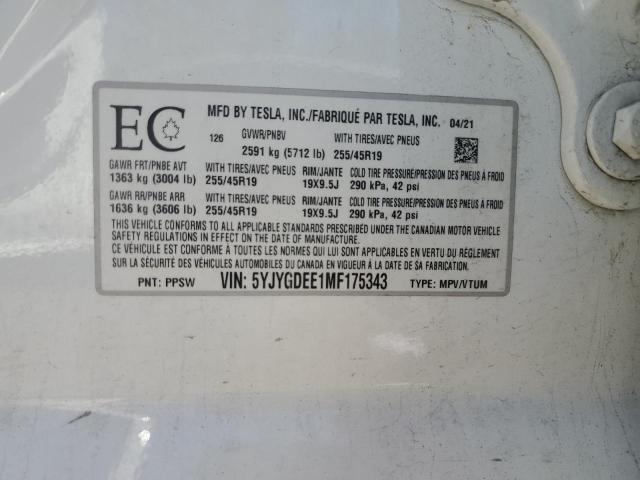 EC
MFD BY TESLA, INC./FABRIQUÉ PAR TESLA, INC. 04/21
126 GVWR/PNBV WITH TIRES/AVEC PNEUS
2591 kg (5712 lb) 255/45R19
GAWR FRT/PNBE AVT WITH TIRES/AVEC PNEUS RIM/JANTE COLD TIRE PRESSURE/PRESSION DES PNEUS À FROID
1363 kg (3004 lb) 255/45R19 19X9.5J 290 kPa, 42 psi
GAWR RR/PNBE ARR WITH TIRES/AVEC PNEUS RIM/JANTE COLD TIRE PRESSURE/PRESSION DES PNEUS À FROID
1636 kg (3606 lb) 255/45R19 19X9.5J 290 kPa, 42 psi
THIS VEHICLE CONFORMS TO ALL APPLICABLE STANDARDS PRESCRIBED UNDER THE CANADIAN MOTOR VEHICLE
SAFETY REGULATIONS IN EFFECT ON THE DATE OF MANUFACTURE.
CE VÉHICULE EST CONFORME À TOUTES LES NORMES QUI LUI SONT APPLICABLES EN VERTU DU RÈGLEMENT
SUR LA SÉCURITÉ DES VÉHICULES AUTOMOBILES DU CANADA EN VIGUEUR À LA DATE DE SA FABRICATION.
PNT: PPSW VIN: 5YJYGDEE1MF175343 TYPE: MPV/VTUM